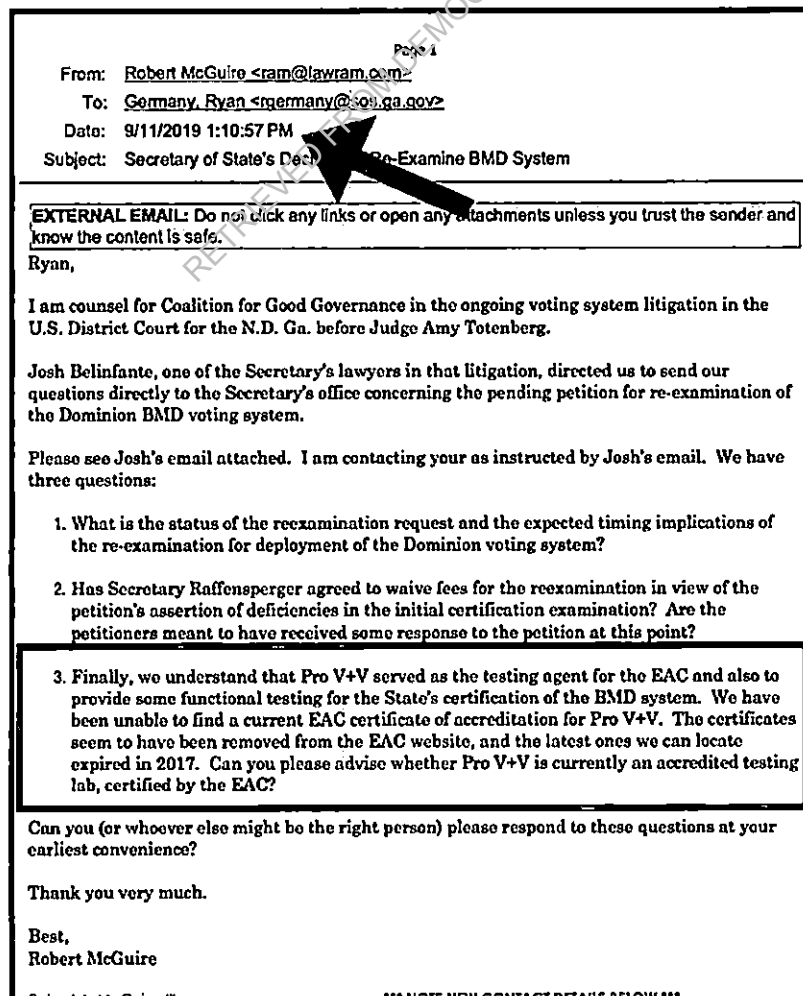 Page 1
From: Robert McGuire <ram@lawram.com>
To: Germany, Ryan <rgermany@sos.ga.gov>
Date: 9/11/2019 1:10:57 PM
Subject: Secretary of State's Re-Examine BMD System
RETRIEVED FROM
EXTERNAL EMAIL: Do not click any links or open any attachments unless you trust the sender and
know the content is safe.
Ryan,
I am counsel for Coalition for Good Governance in the ongoing voting system litigation in the
U.S. District Court for the N.D. Ga. before Judge Amy Totenberg.
Josh Belinfante, one of the Secretary's lawyers in that litigation, directed us to send our
questions directly to the Secretary's office concerning the pending petition for re-examination of
the Dominion BMD voting system.
Please see Josh's email attached. I am contacting your as instructed by Josh's email. We have
three questions:
1. What is the status of the reexamination request and the expected timing implications of
the re-examination for deployment of the Dominion voting system?
2. Has Secretary Raffensperger agreed to waive fees for the reexamination in view of the
petition's assertion of deficiencies in the initial certification examination? Are the
petitioners meant to have received some response to the petition at this point?
3. Finally, we understand that Pro V+V served as the testing agent for the EAC and also to
provide some functional testing for the State's certification of the BMD system. We have
been unable to find a current EAC certificate of accreditation for Pro V+V. The certificates
seem to have been removed from the EAC website, and the latest ones we can locate
expired in 2017. Can you please advise whether Pro V+V is currently an accredited testing
lab, certified by the EAC?
Can you (or whoever else might be the right person) please respond to these questions at your
earliest convenience?
Thank you very much.
Best,
Robert McGuire